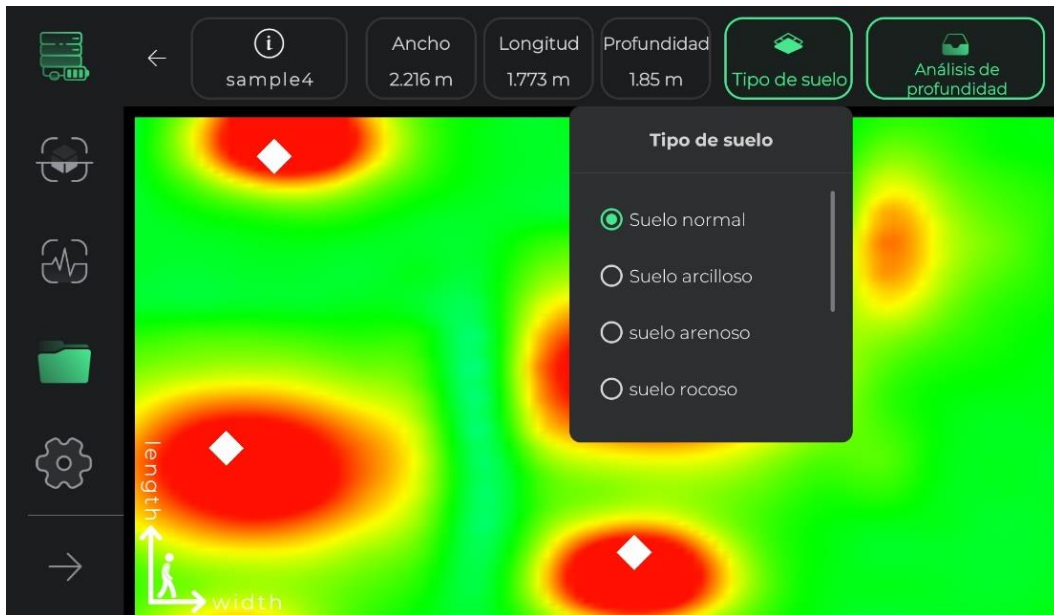 sample4
Ancho
2.216 m
Longitud
1.773 m
Profundidad
1.85 m
Tipo de suelo
Análisis de
profundidad
Tipo de suelo
Suelo normal
Suelo arcilloso
suelo arenoso
suelo rocoso
length
width